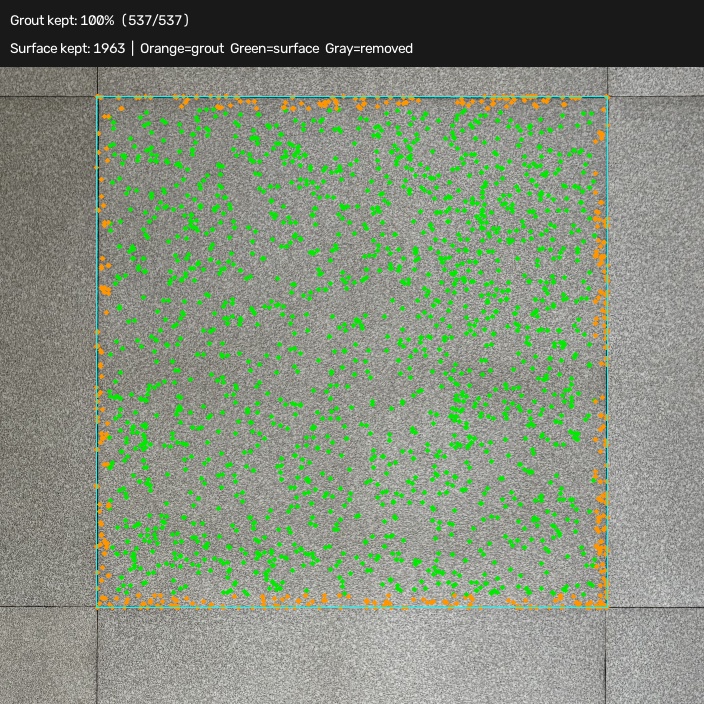 Grout kept: 100%  (537/537)
Surface kept: 1963 | Orange=grout  Green=surface  Gray=removed